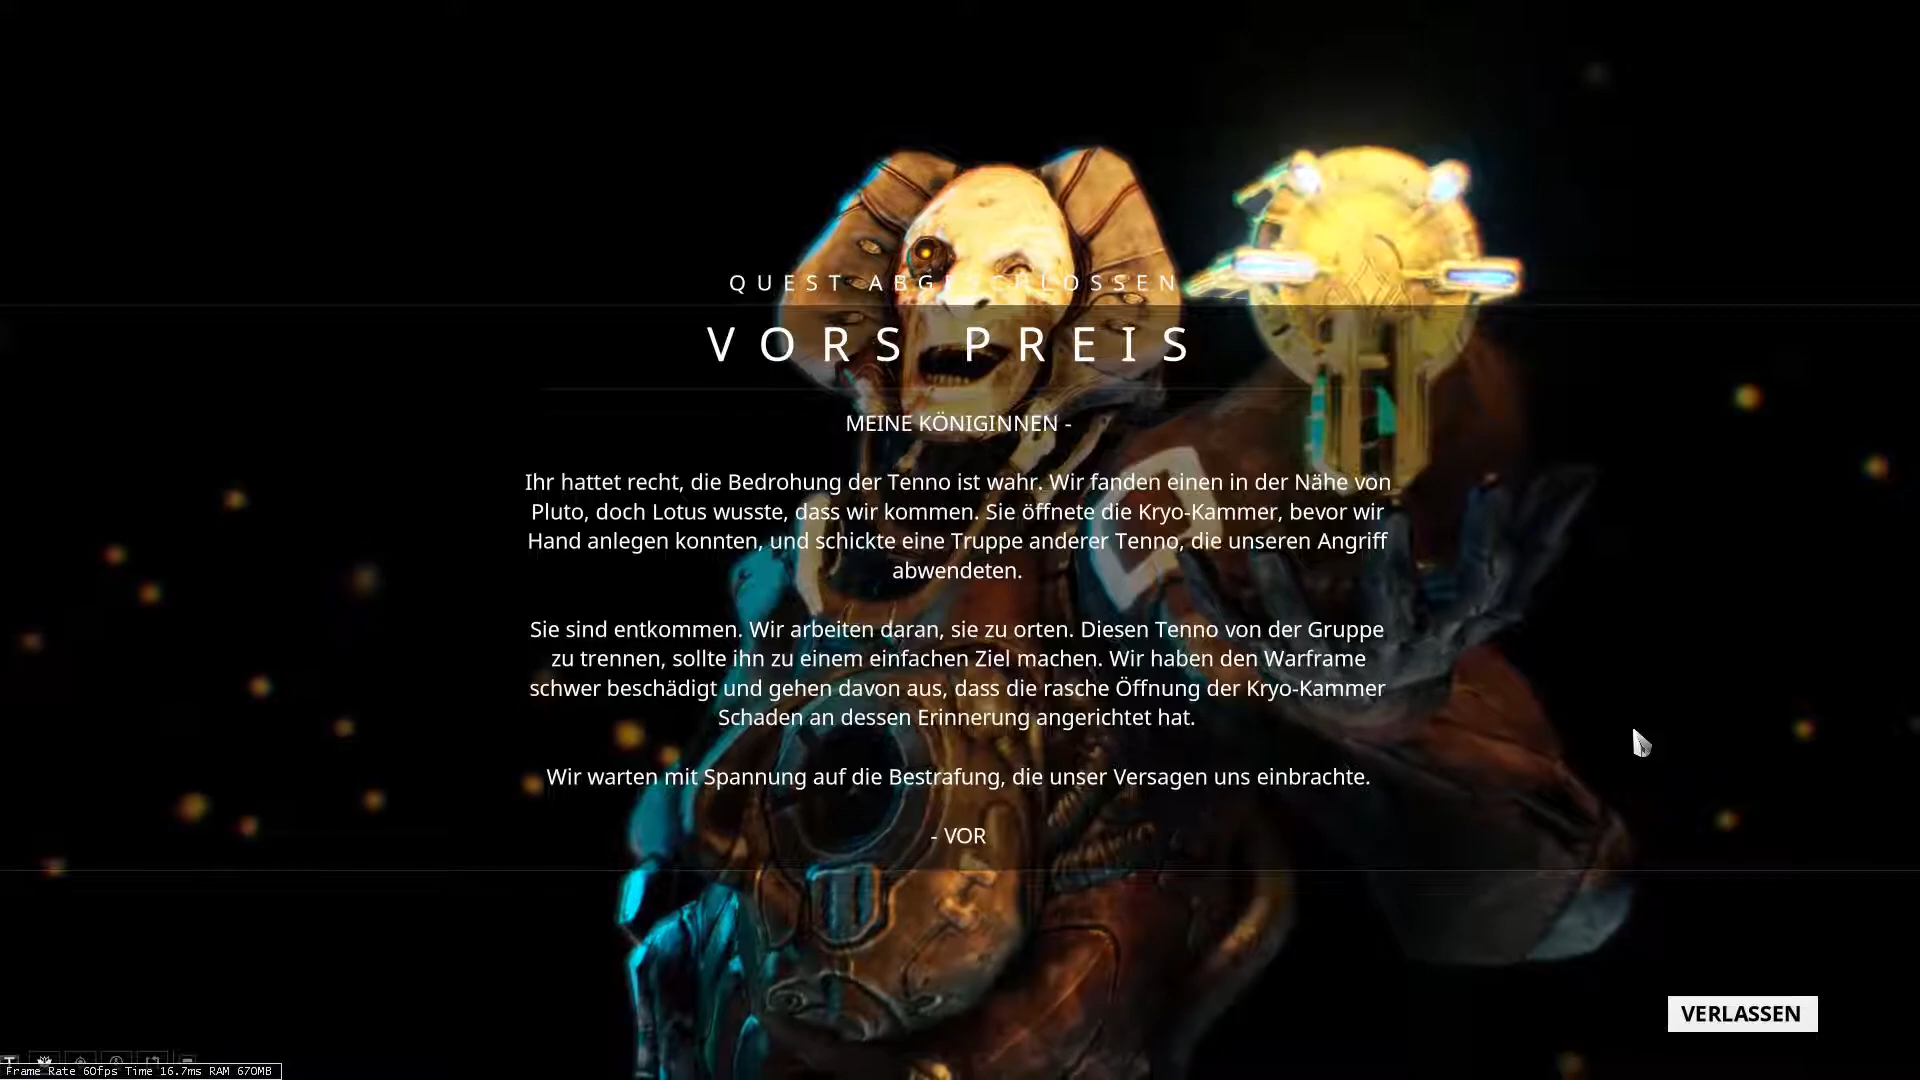 QUEST ABGESCHLOSSEN
VORS PREIS
MEINE KÖNIGINNEN -
Ihr hattet recht, die Bedrohung der Tenno ist wahr. Wir fanden einen in der Nähe von
Pluto, doch Lotus wusste, dass wir kommen. Sie öffnete die Kryo-Kammer, bevor wir
Hand anlegen konnten, und schickte eine Truppe anderer Tenno, die unseren Angriff
abwendeten.
Sie sind entkommen. Wir arbeiten daran, sie zu orten. Diesen Tenno von der Gruppe
zu trennen, sollte ihn zu einem einfachen Ziel machen. Wir haben den Warframe
schwer beschädigt und gehen davon aus, dass die rasche Öffnung der Kryo-Kammer
Schaden an dessen Erinnerung angerichtet hat.
Wir warten mit Spannung auf die Bestrafung, die unser Versagen uns einbrachte.
- VOR
VERLASSEN
T
Frame Rate 60fps Time 16.7ms RAM 670MB